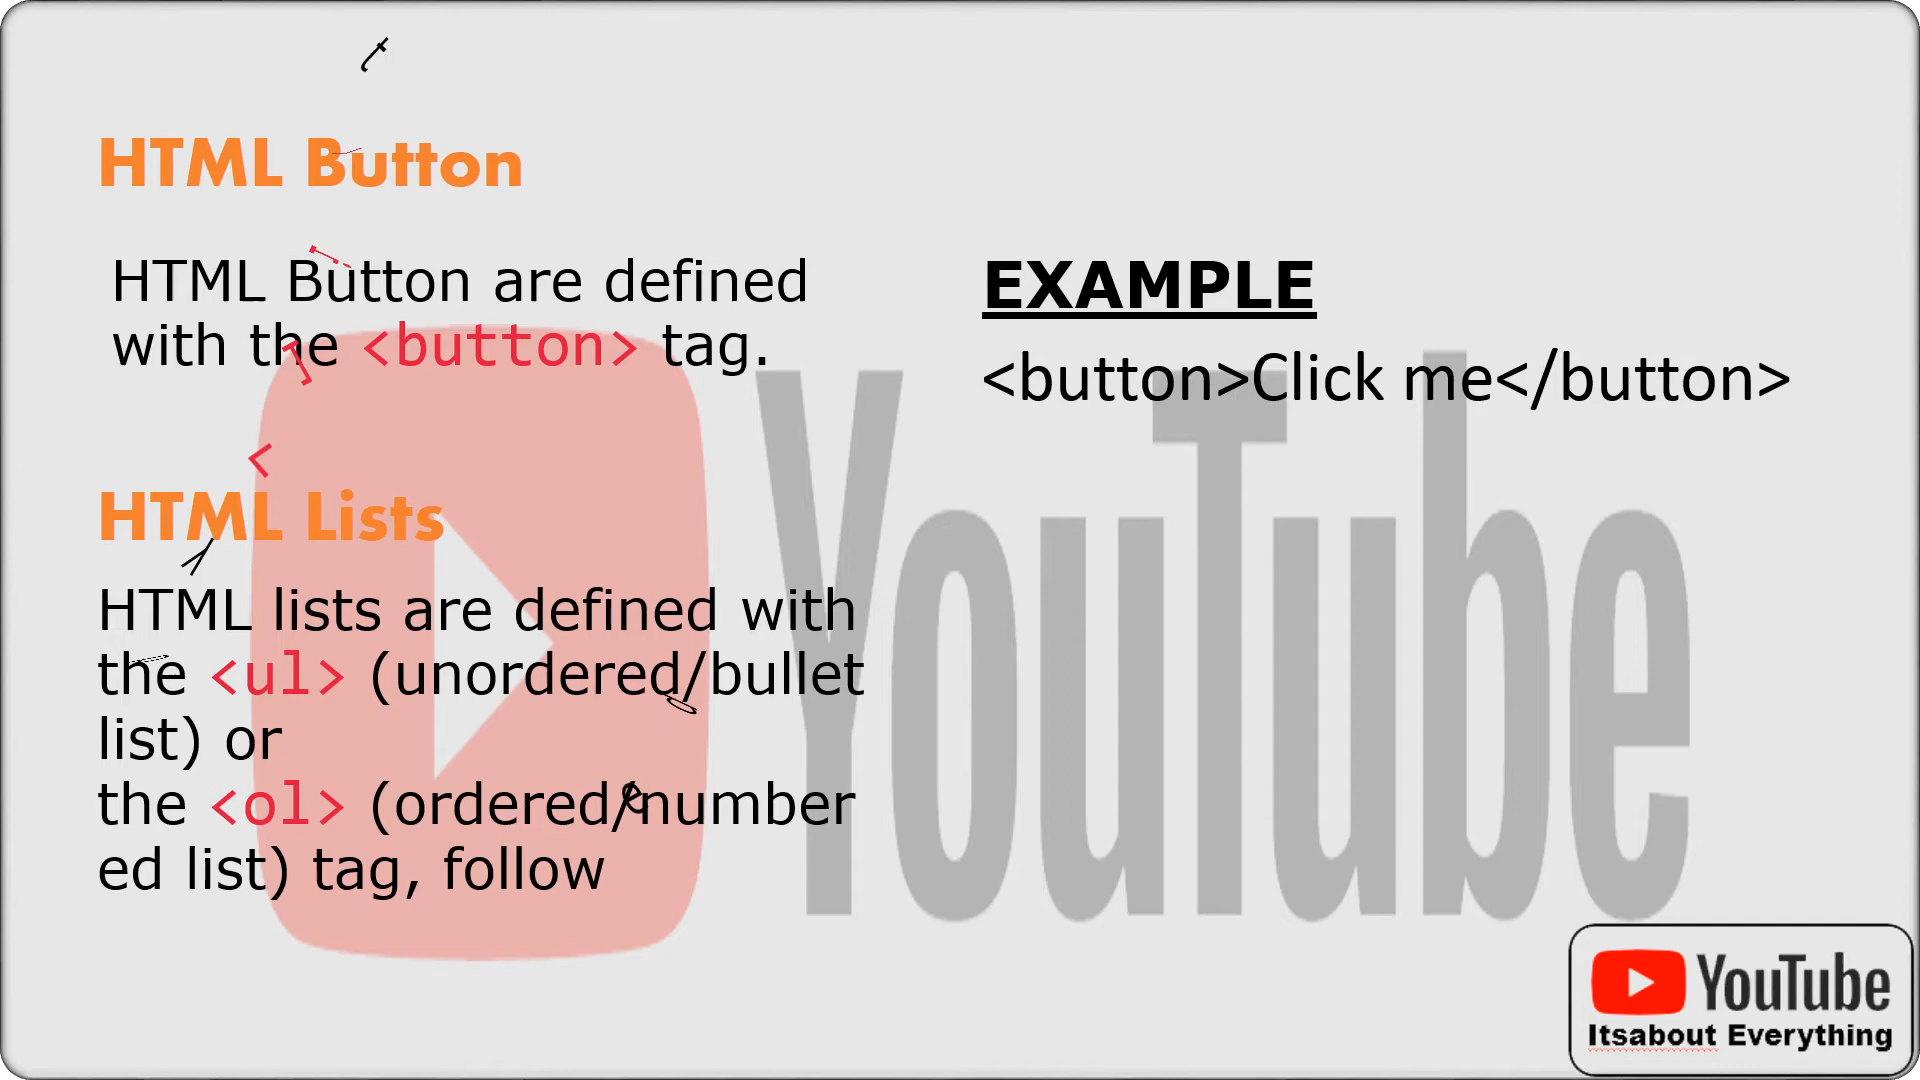 HTML Button
HTML Button are defined
with the <button> tag.
EXAMPLE
<button>Click me</button>
HTML Lists
HTML lists are defined with
the <ul> (unordered/bullet
list) or
the <ol> (ordered/number
ed list) tag, follow
YouTube
YouTube
Itsabout Everything